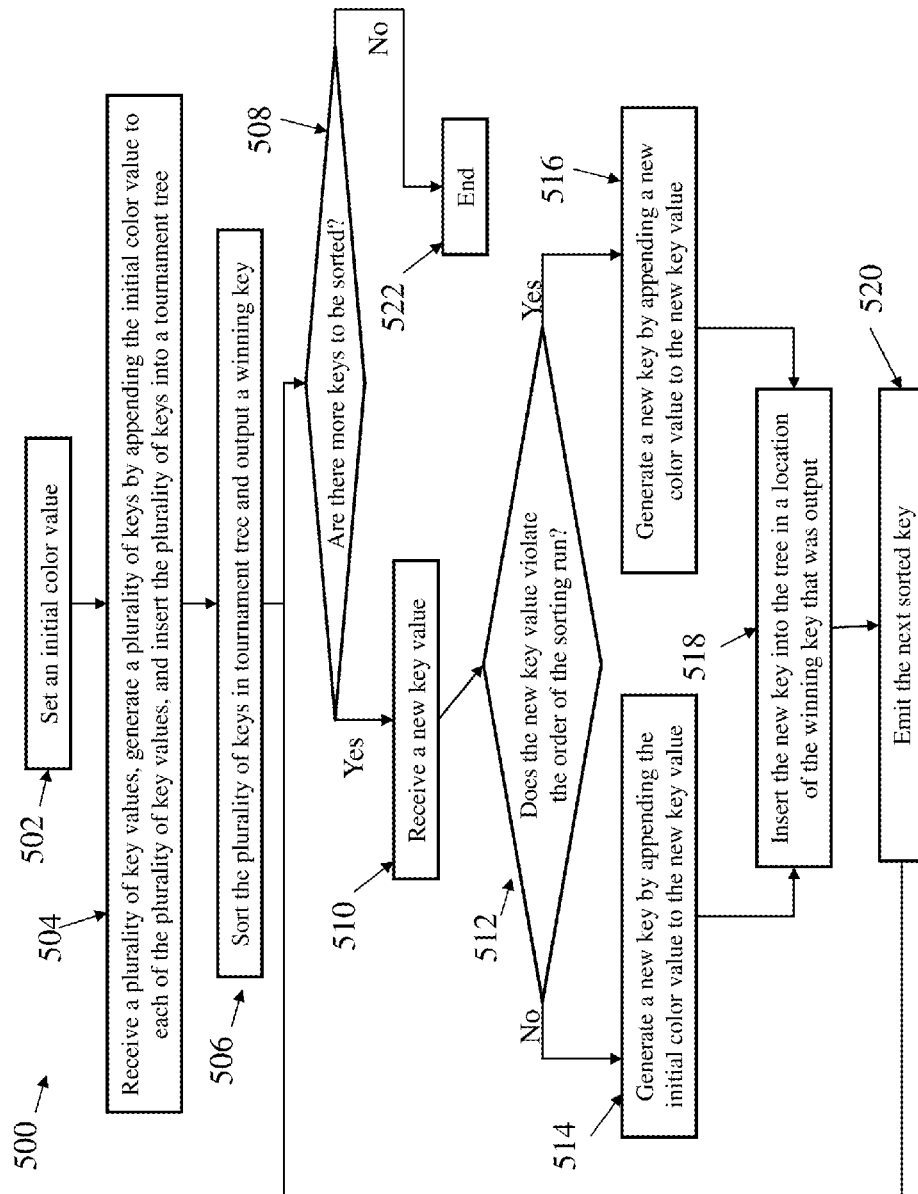 500
502
Set an initial color value
504
Receive a plurality of key values, generate a plurality of keys by appending the initial color value to
each of the plurality of key values, and insert the plurality of keys into a tournament tree
506
Sort the plurality of keys in tournament tree and output a winning key
508
Are there more keys to be sorted?
Yes
No
510
Receive a new key value
522
End
512
Does the new key value violate
the order of the sorting run?
No
Yes
514
Generate a new key by appending the
initial color value to the new key value
516
Generate a new key by appending a new
color value to the new key value
518
Insert the new key into the tree in a location
of the winning key that was output
520
Emit the next sorted key